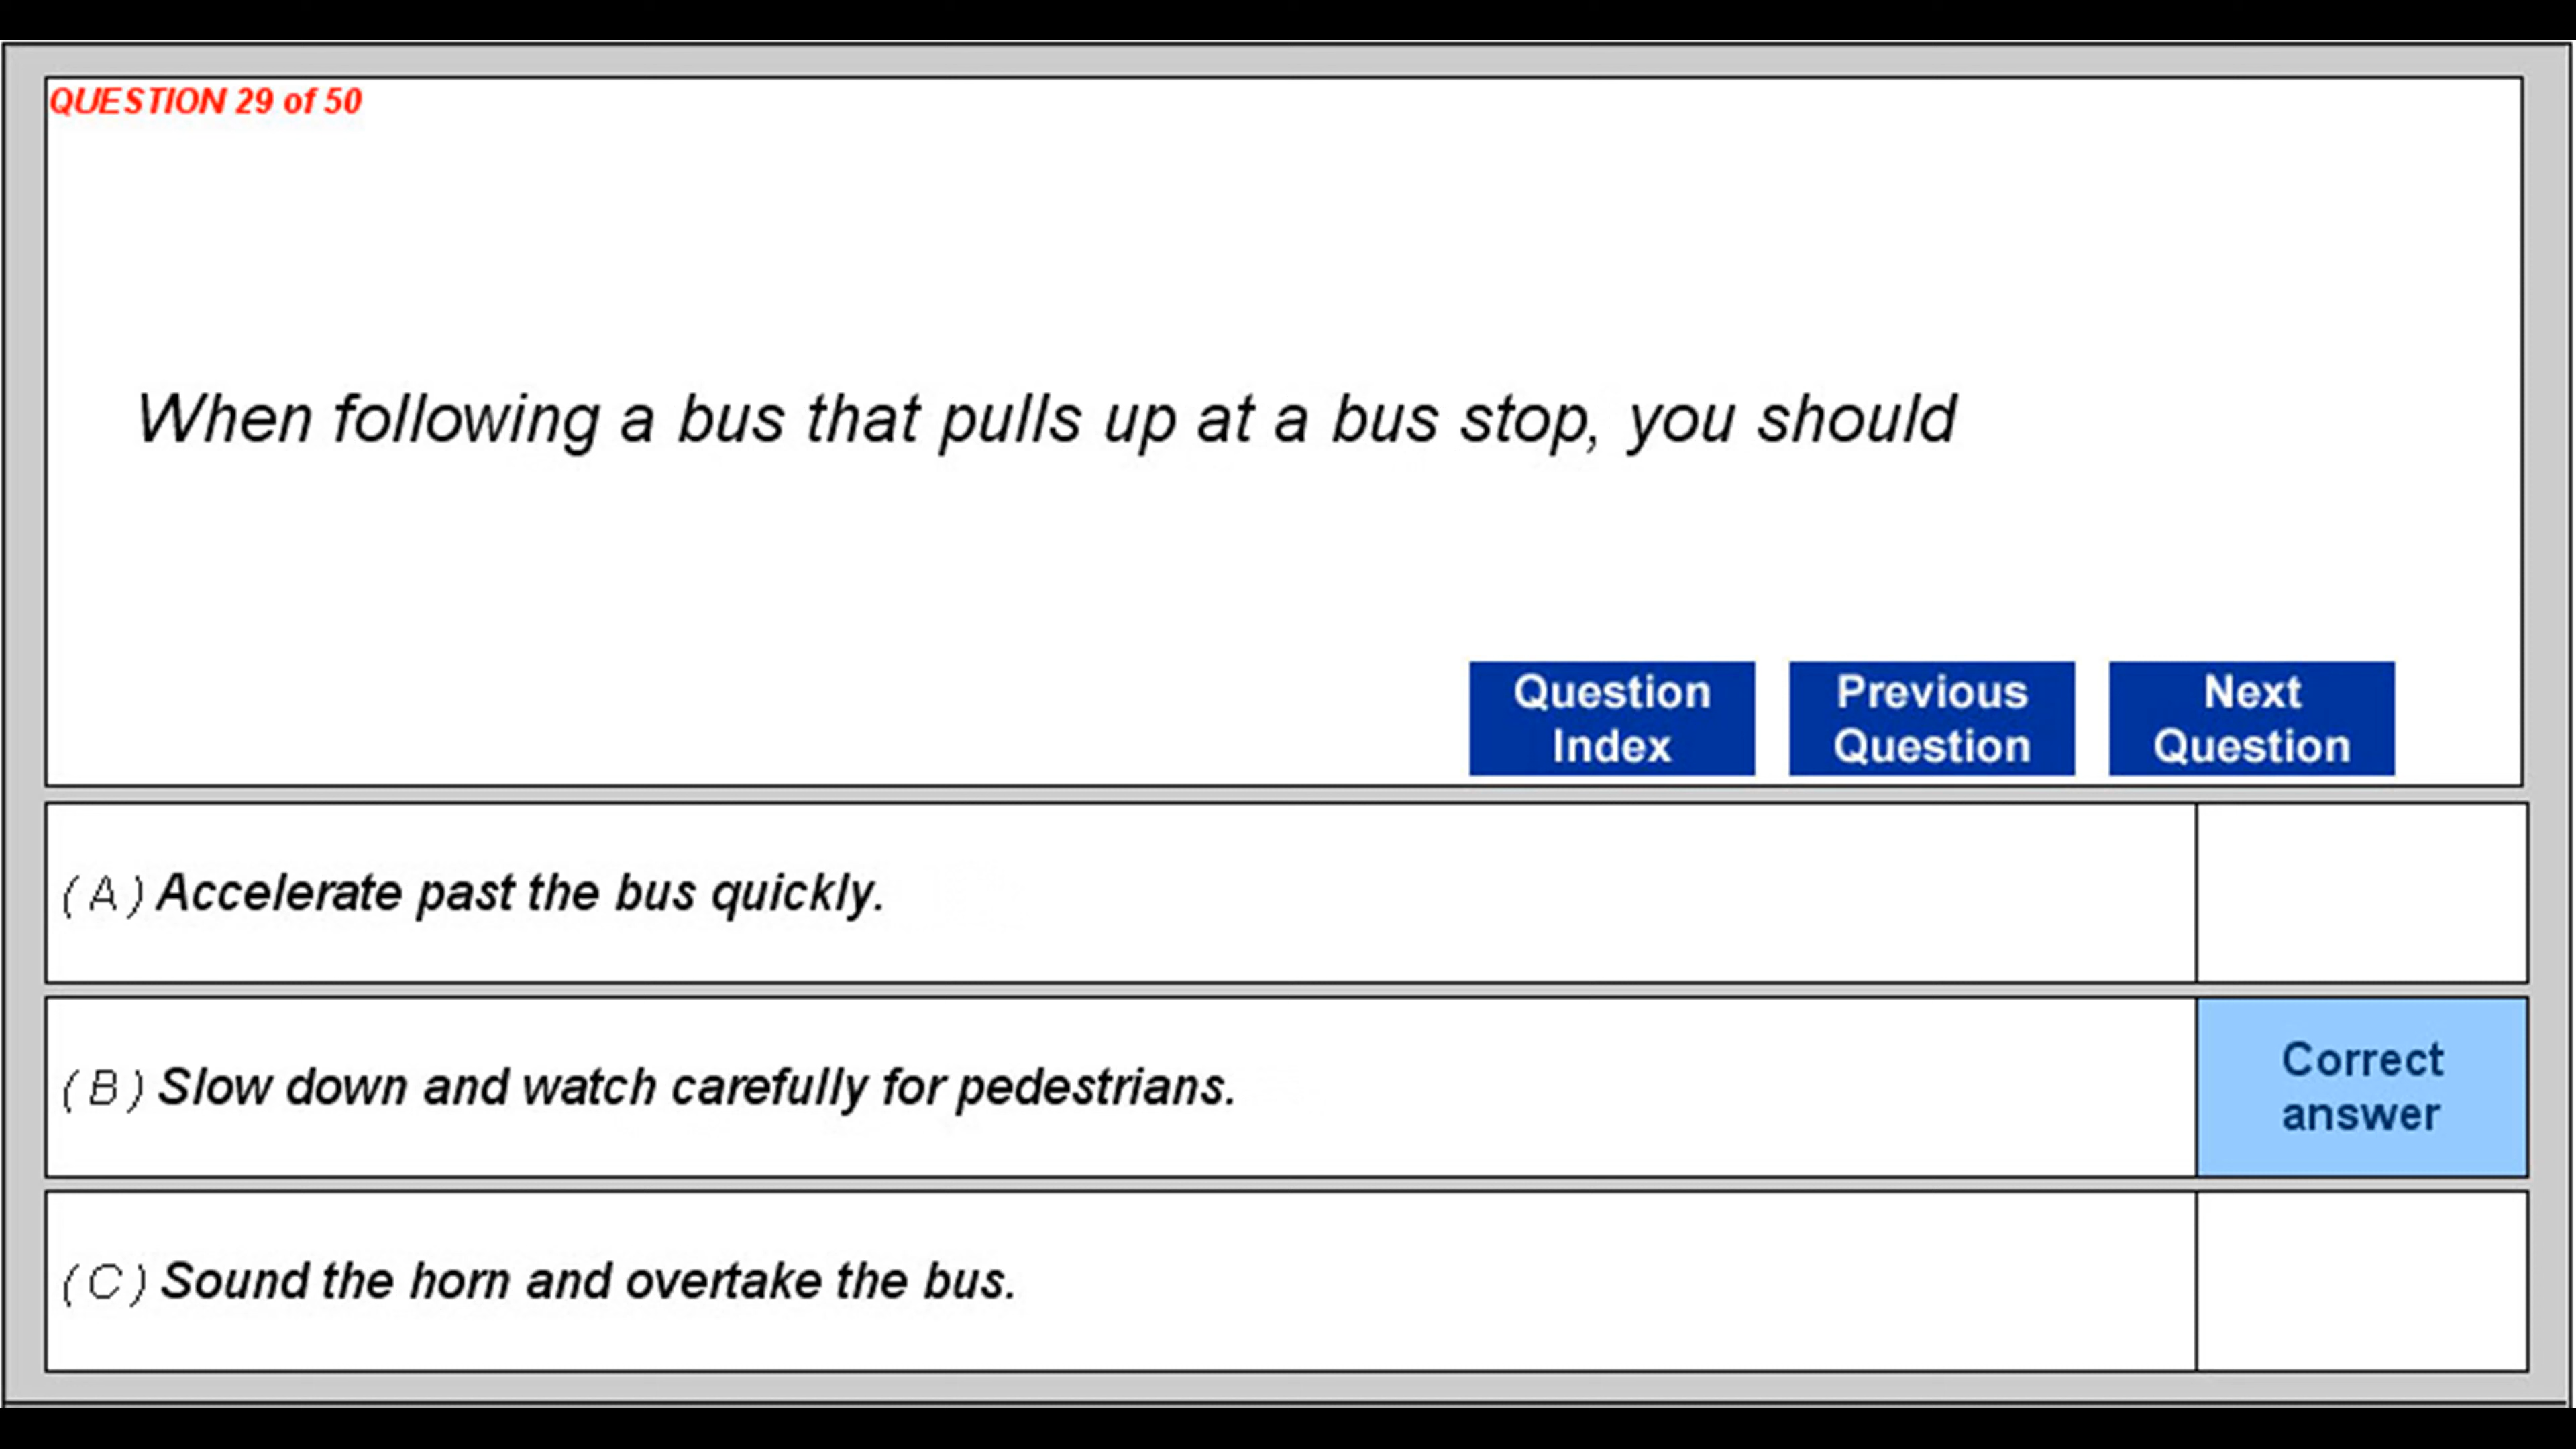 QUESTION 29 of 50
When following a bus that pulls up at a bus stop, you should
Question
Index
Previous
Question
Next
Question
(A) Accelerate past the bus quickly.
(B) Slow down and watch carefully for pedestrians.
Correct
answer
(C) Sound the horn and overtake the bus.